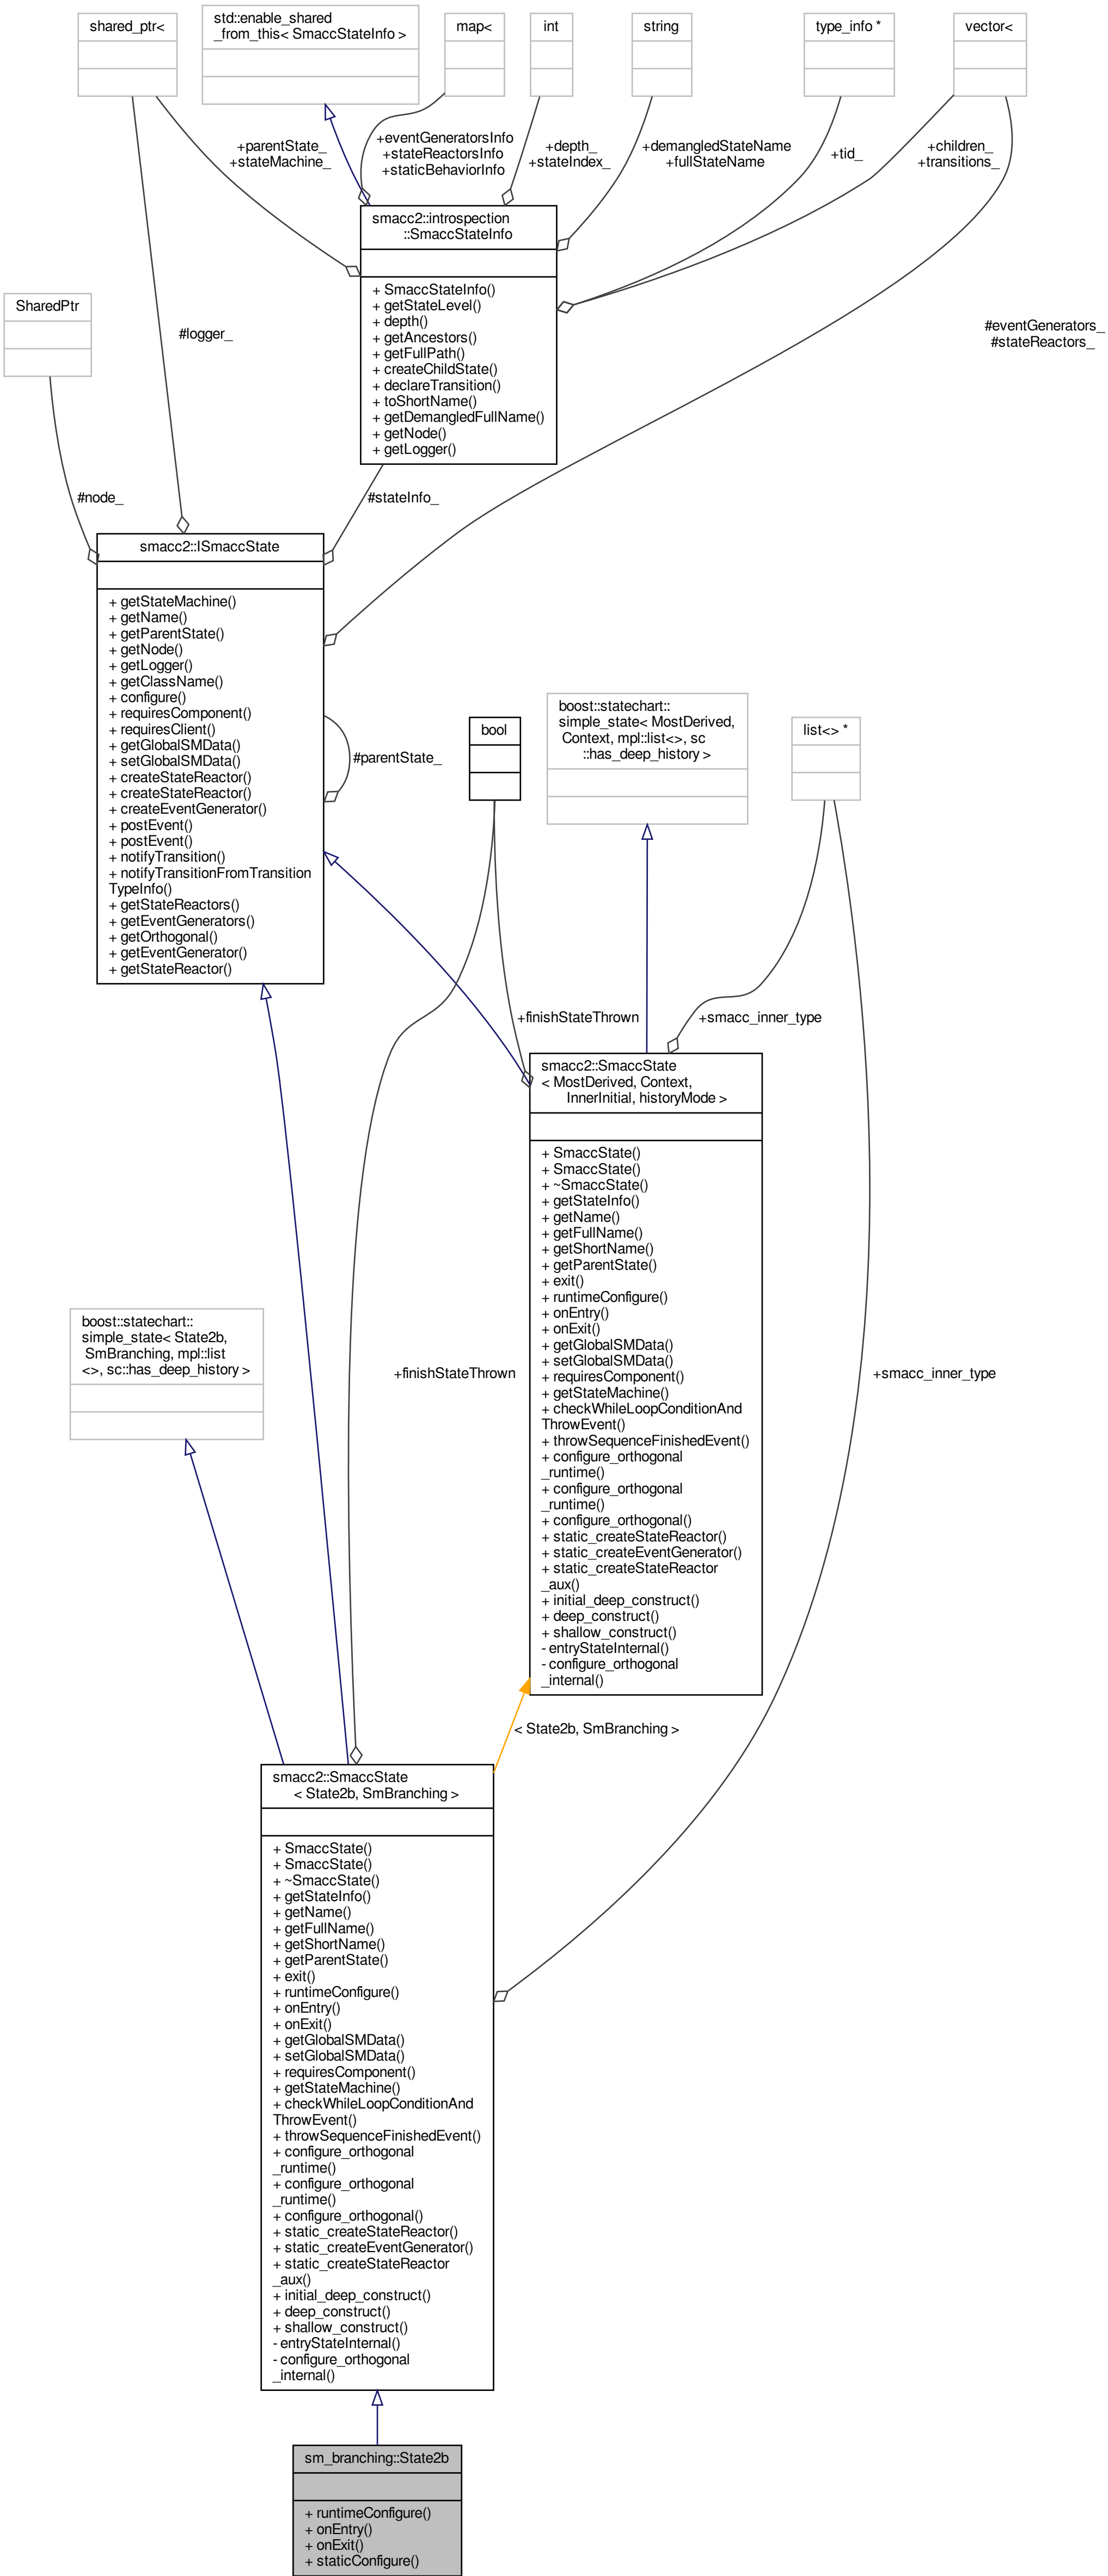 shared_ptr<
std::enable_shared
_from_this< SmaccStateInfo >
map<
int
string
type_info *
vector<
+parentState_
+stateMachine_
+eventGeneratorsInfo
+stateReactorsInfo
+staticBehaviorInfo
+depth_
+stateIndex_
+demangledStateName
+fullStateName
+tid_
+children_
+transitions_
smacc2::introspection
::SmaccStateInfo
+ SmaccStateInfo()
+ getStateLevel()
+ depth()
+ getAncestors()
+ getFullPath()
+ createChildState()
+ declareTransition()
+ toShortName()
+ getDemangledFullName()
+ getNode()
+ getLogger()
SharedPtr
#logger_
#eventGenerators_
#stateReactors_
#node_
#stateInfo_
smacc2::ISmaccState
+ getStateMachine()
+ getName()
+ getParentState()
+ getNode()
+ getLogger()
+ getClassName()
+ configure()
+ requiresComponent()
+ requiresClient()
+ getGlobalSMData()
+ setGlobalSMData()
+ createStateReactor()
+ createStateReactor()
+ createEventGenerator()
+ postEvent()
+ postEvent()
+ notifyTransition()
+ notifyTransitionFromTransition
TypeInfo()
+ getStateReactors()
+ getEventGenerators()
+ getOrthogonal()
+ getEventGenerator()
+ getStateReactor()
#parentState_
bool
boost::statechart::
simple_state< MostDerived,
Context, mpl::list<>, sc
::has_deep_history >
list<> *
+finishStateThrown
+smacc_inner_type
smacc2::SmaccState
< MostDerived, Context,
InnerInitial, historyMode >
+ SmaccState()
+ SmaccState()
+ ~SmaccState()
+ getStateInfo()
+ getName()
+ getFullName()
+ getShortName()
+ getParentState()
+ exit()
+ runtimeConfigure()
+ onEntry()
+ onExit()
+ getGlobalSMData()
+ setGlobalSMData()
+ requiresComponent()
+ getStateMachine()
+ checkWhileLoopConditionAnd
ThrowEvent()
+ throwSequenceFinishedEvent()
+ configure_orthogonal
_runtime()
+ configure_orthogonal
_runtime()
+ configure_orthogonal()
+ static_createStateReactor()
+ static_createEventGenerator()
+ static_createStateReactor
_aux()
+ initial_deep_construct()
+ deep_construct()
+ shallow_construct()
- entryStateInternal()
- configure_orthogonal
_internal()
boost::statechart::
simple_state< State2b,
SmBranching, mpl::list
<>, sc::has_deep_history >
+finishStateThrown
+smacc_inner_type
< State2b, SmBranching >
smacc2::SmaccState
< State2b, SmBranching >
+ SmaccState()
+ SmaccState()
+ ~SmaccState()
+ getStateInfo()
+ getName()
+ getFullName()
+ getShortName()
+ getParentState()
+ exit()
+ runtimeConfigure()
+ onEntry()
+ onExit()
+ getGlobalSMData()
+ setGlobalSMData()
+ requiresComponent()
+ getStateMachine()
+ checkWhileLoopConditionAnd
ThrowEvent()
+ throwSequenceFinishedEvent()
+ configure_orthogonal
_runtime()
+ configure_orthogonal
_runtime()
+ configure_orthogonal()
+ static_createStateReactor()
+ static_createEventGenerator()
+ static_createStateReactor
_aux()
+ initial_deep_construct()
+ deep_construct()
+ shallow_construct()
- entryStateInternal()
- configure_orthogonal
_internal()
sm_branching::State2b
+ runtimeConfigure()
+ onEntry()
+ onExit()
+ staticConfigure()